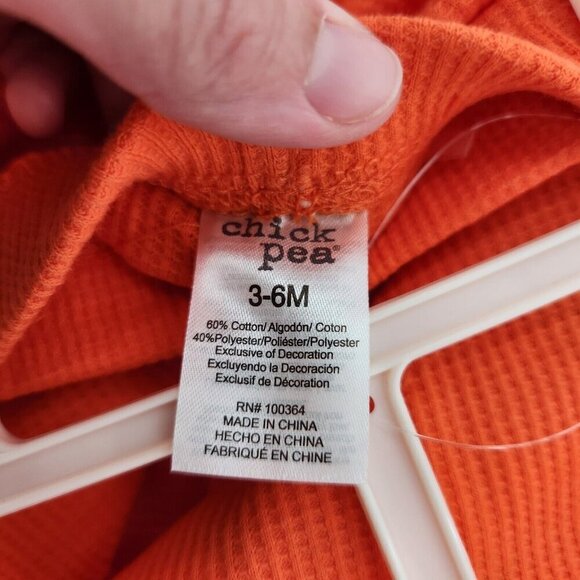 chick
pea®
3-6M
60% Cotton/ Algodón/ Coton
40%Polyester/Poliéster/Polyester
Exclusive of Decoration
Excluyendo la Decoración
Exclusif de Décoration
RN# 100364
MADE IN CHINA
HECHO EN CHINA
FABRIQUÉ EN CHINE